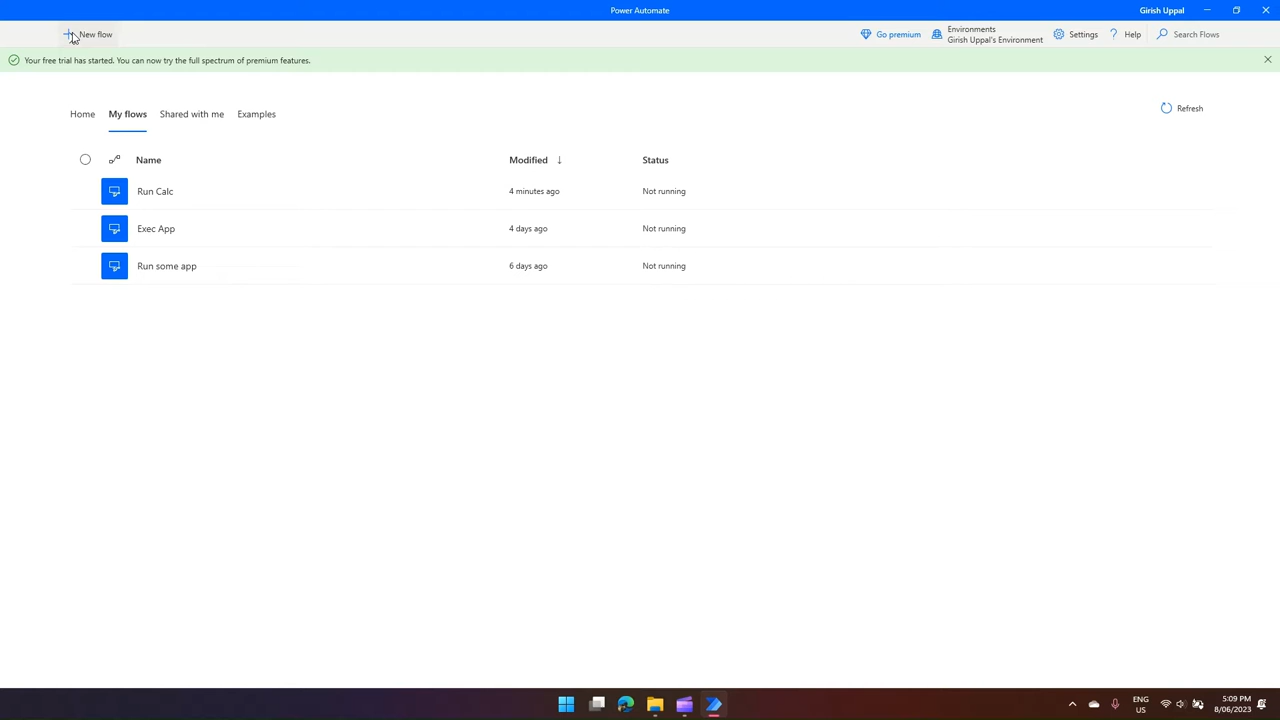 Power Automate
Girish Uppal
New flow
Go premium
Environments
Girish Uppal's Environment
Settings
Help
Search Flows
Your free trial has started. You can now try the full spectrum of premium features.
Home
My flows
Shared with me
Examples
Refresh
Name
Modified
Status
Run Calc
4 minutes ago
Not running
Exec App
4 days ago
Not running
Run some app
6 days ago
Not running
ENG
US
5:09 PM
8/06/2023